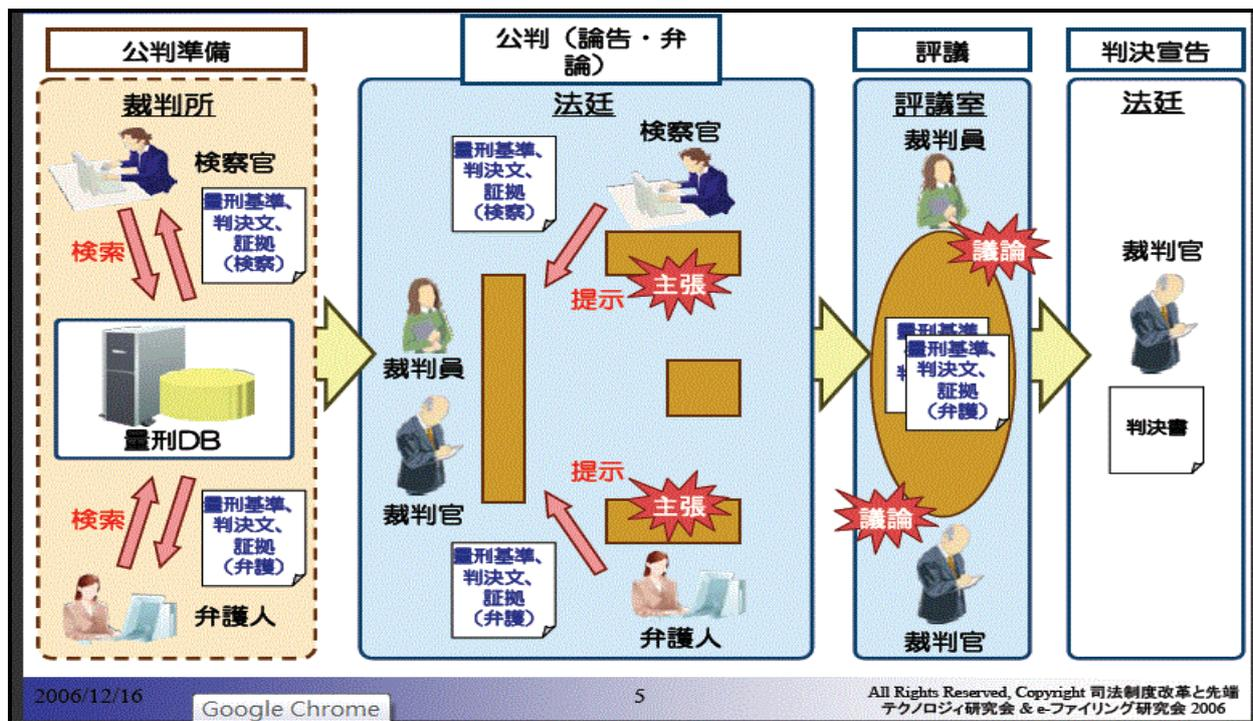 公判準備
裁判所
検察官
量刑基準、
判決文、
証拠
（検察）
検索
量刑DB
検索
量刑基準、
判決文、
証拠
（弁護）
弁護人
公判（論告・弁
論）
法廷
検察官
量刑基準、
判決文、
証拠
（検察）
主張
提示
裁判員
裁判官
提示
主張
量刑基準、
判決文、
証拠
（弁護）
弁護人
評議
評議室
裁判員
議論
量刑基準
量刑基準、
判決文、
証拠
（弁護）
議論
裁判官
判決宣告
法廷
裁判官
判決書
2006/12/16
Google Chrome
5
All Rights Reserved, Copyright 司法制度改革と先端
テクノロジィ研究会 & e-ファイリング研究会 2006